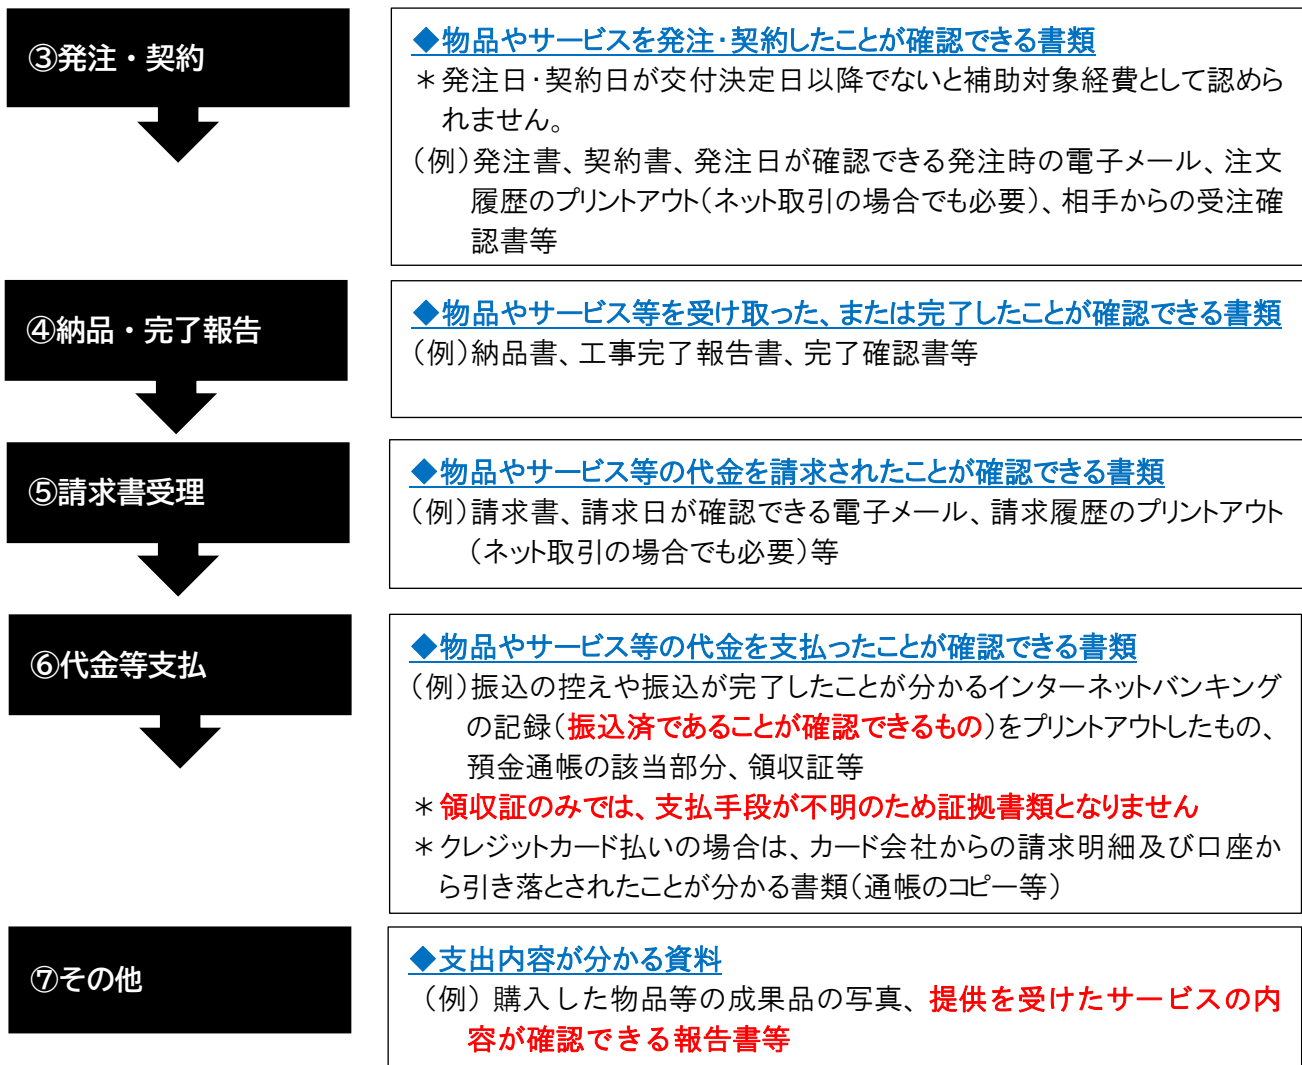 ③発注・契約
◆物品やサービスを発注・契約したことが確認できる書類
＊発注日・契約日が交付決定日以降でないと補助対象経費として認めら
れません。
（例）発注書、契約書、発注日が確認できる発注時の電子メール、注文
履歴のプリントアウト（ネット取引の場合でも必要）、相手からの受注確
認書等
④納品・完了報告
◆物品やサービス等を受け取った、または完了したことが確認できる書類
（例）納品書、工事完了報告書、完了確認書等
⑤請求書受理
◆物品やサービス等の代金を請求されたことが確認できる書類
（例）請求書、請求日が確認できる電子メール、請求履歴のプリントアウト
（ネット取引の場合でも必要）等
⑥代金等支払
◆物品やサービス等の代金を支払ったことが確認できる書類
（例）振込の控えや振込が完了したことが分かるインターネットバンキング
の記録（振込済であることが確認できるもの）をプリントアウトしたもの、
預金通帳の該当部分、領収証等
＊領収証のみでは、支払手段が不明のため証拠書類となりません
＊クレジットカード払いの場合は、カード会社からの請求明細及び口座か
ら引き落とされたことが分かる書類（通帳のコピー等）
⑦その他
◆支出内容が分かる資料
（例）購入した物品等の成果品の写真、提供を受けたサービスの内
容が確認できる報告書等